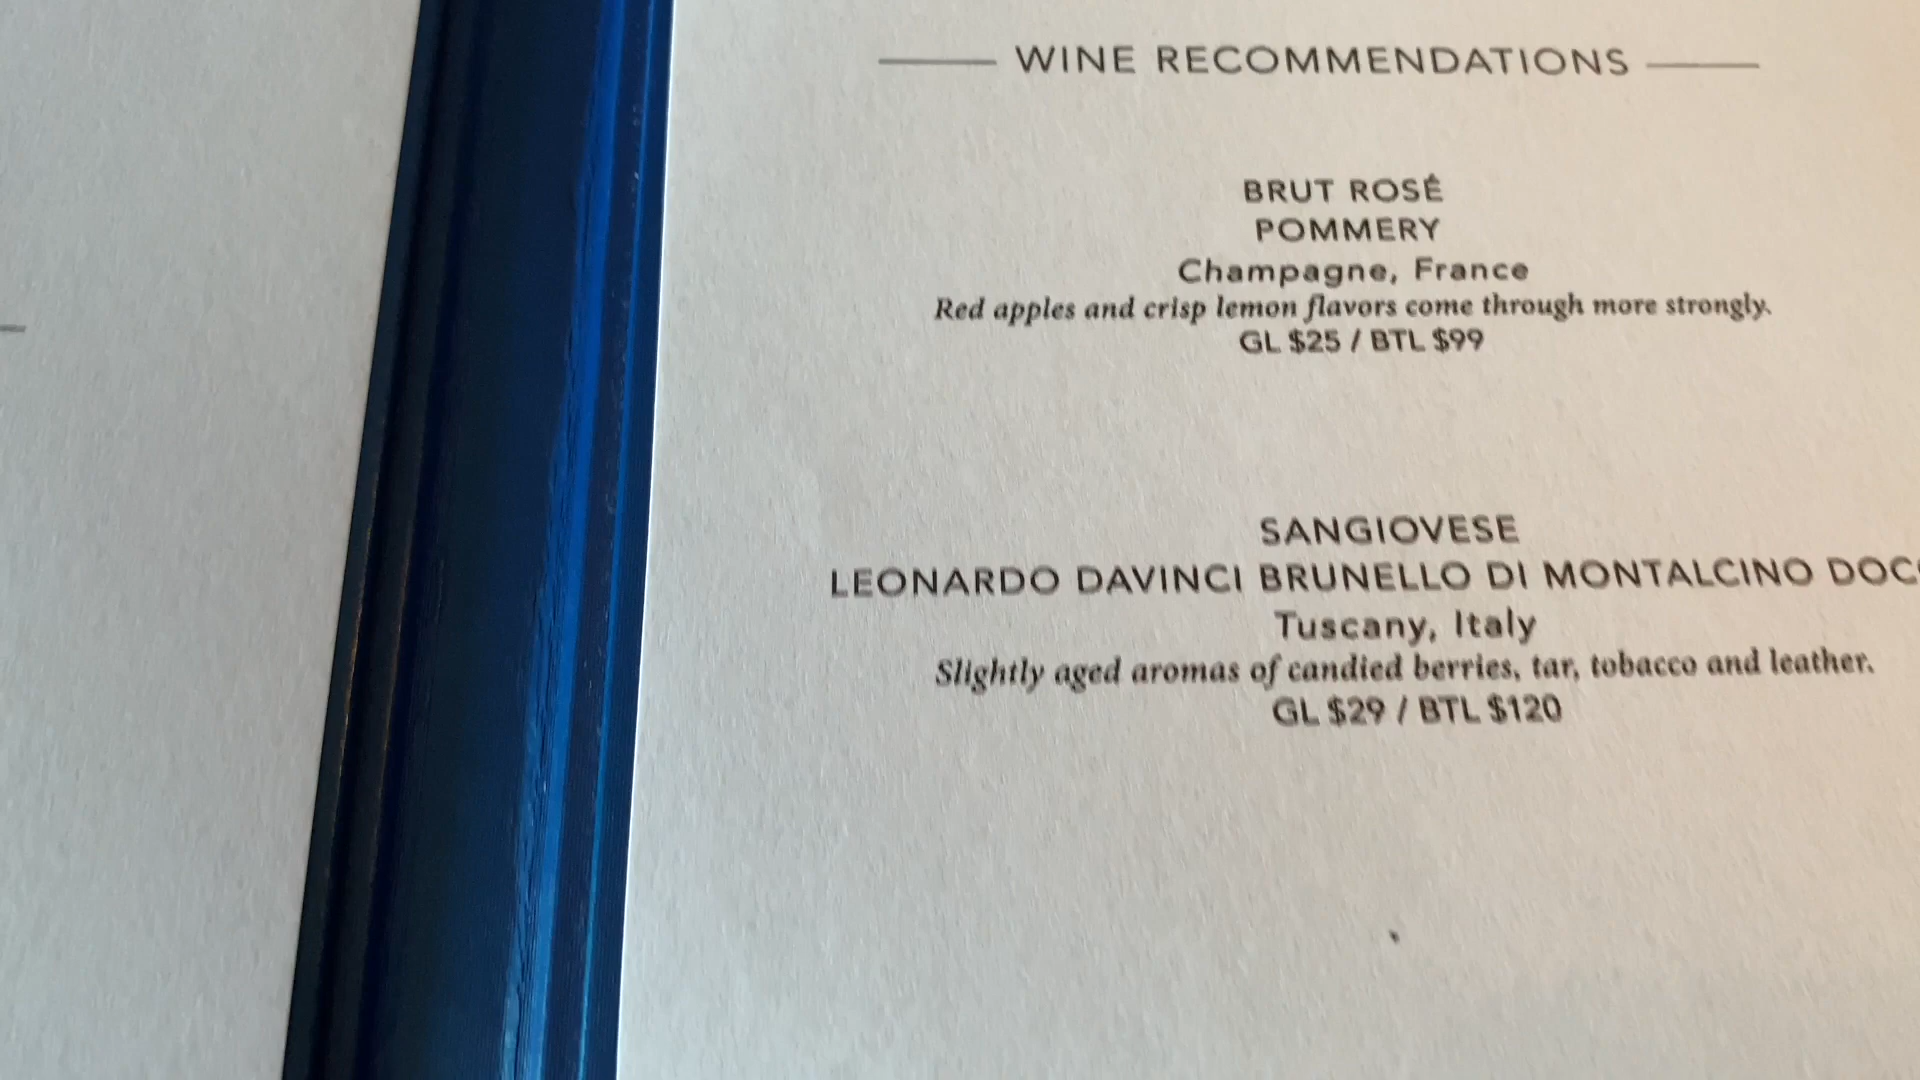 WINE RECOMMENDATIONS
BRUT ROSÉ
POMMERY
Champagne, France
Red apples and crisp lemon flavors come through more strongly.
GL $25 / BTL $99
SANGIOVESE
LEONARDO DAVINCI BRUNELLO DI MONTALCINO
Tuscany, Italy
Slightly aged aromas of candied berries, tar, tobacco and leather.
GL $29 / BTL $120